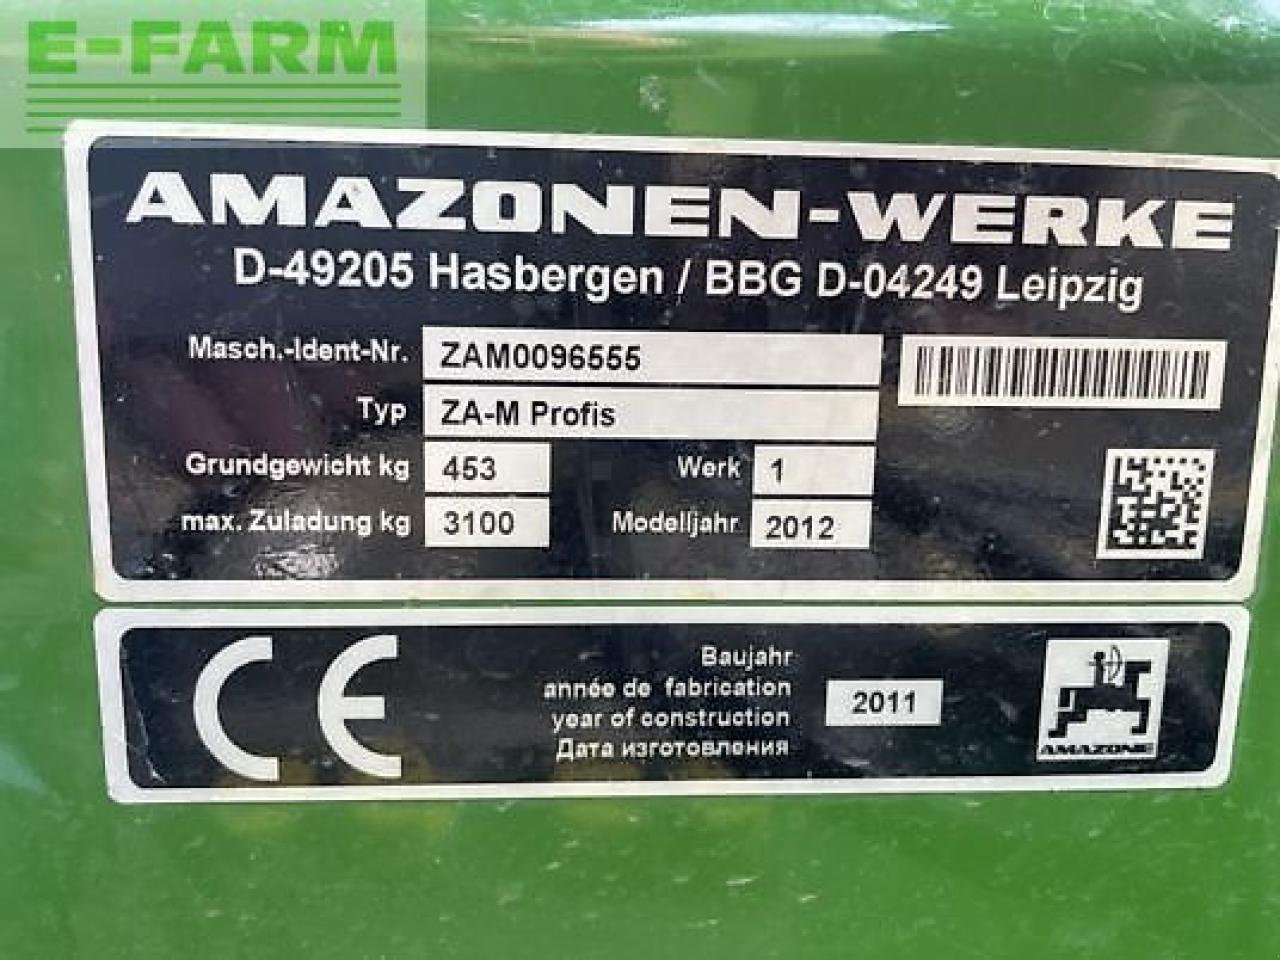 E-FARM
AMAZONEN-WERKE
D-49205 Hasbergen / BBG D-04249 Leipzig
Masch.-Ident-Nr. ZAM0096555
Typ ZA-M Profis
Grundgewicht kg 453 Werk 1
max. Zuladung kg 3100 Modelljahr 2012
CE
Baujahr
année de fabrication
year of construction
Дата изготовления
2011
AMAZONE